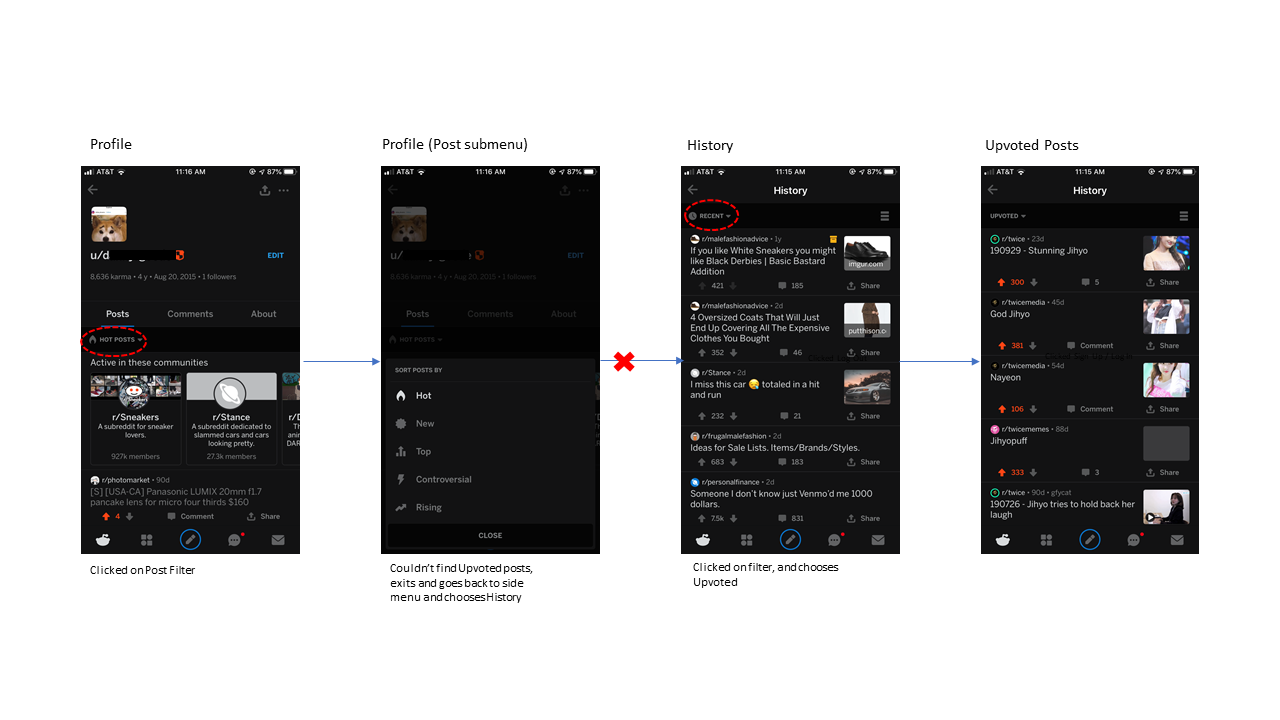 Profile
Profile (Post submenu)
History
Upvoted Posts
AT&T
11:16 AM
87%
u/d
EDIT
8,636 karma • 4 y • Aug 20, 2015 • 1 followers
Posts
Comments
About
HOT POSTS
Active in these communities
r/Sneakers
A subreddit for sneaker
lovers.
927k members
r/Stance
A subreddit dedicated to
slammed cars and cars
looking pretty.
27.3k members
r/photomarket • 90d
[S] [USA-CA] Panasonic LUMIX 20mm f1.7
pancake lens for micro four thirds $160
4
Comment
Share
Clicked on Post Filter
AT&T
11:16 AM
87%
u/
e
EDIT
8,636 karma • 4 y • Aug 20, 2015 • 1 followers
Posts
Comments
About
HOT POSTS
SORT POSTS BY
Hot
New
Top
Controversial
Rising
CLOSE
Couldn't find Upvoted posts,
exits and goes back to side
menu and chooses History
AT&T
11:15 AM
87%
History
RECENT
r/malefashionadvice • 1y
If you like White Sneakers you might
like Black Derbies | Basic Bastard
Addition
imgur.com
421
185
Share
r/malefashionadvice • 2d
4 Oversized Coats That Will Just
End Up Covering All The Expensive
Clothes You Bought
putthison.c
352
46
Share
r/Stance • 2d
I miss this car 😪 totaled in a hit
and run
232
21
Share
r/frugalmalefashion • 2d
Ideas for Sale Lists. Items/Brands/Styles.
683
183
Share
r/personalfinance • 2d
Someone I don't know just Venmo'd me 1000
dollars.
7.5k
831
Share
Clicked on filter, and chooses
Upvoted
AT&T
11:15 AM
87%
History
UPVOTED
r/twice • 23d
190929 - Stunning Jihyo
300
5
Share
r/twicemedia • 45d
God Jihyo
381
Comment
Share
r/twicemedia • 54d
Nayeon
106
Comment
Share
r/twicememes • 88d
Jihyopuff
333
3
Share
r/twice • 90d • gfycat
190726 - Jihyo tries to hold back her
laugh